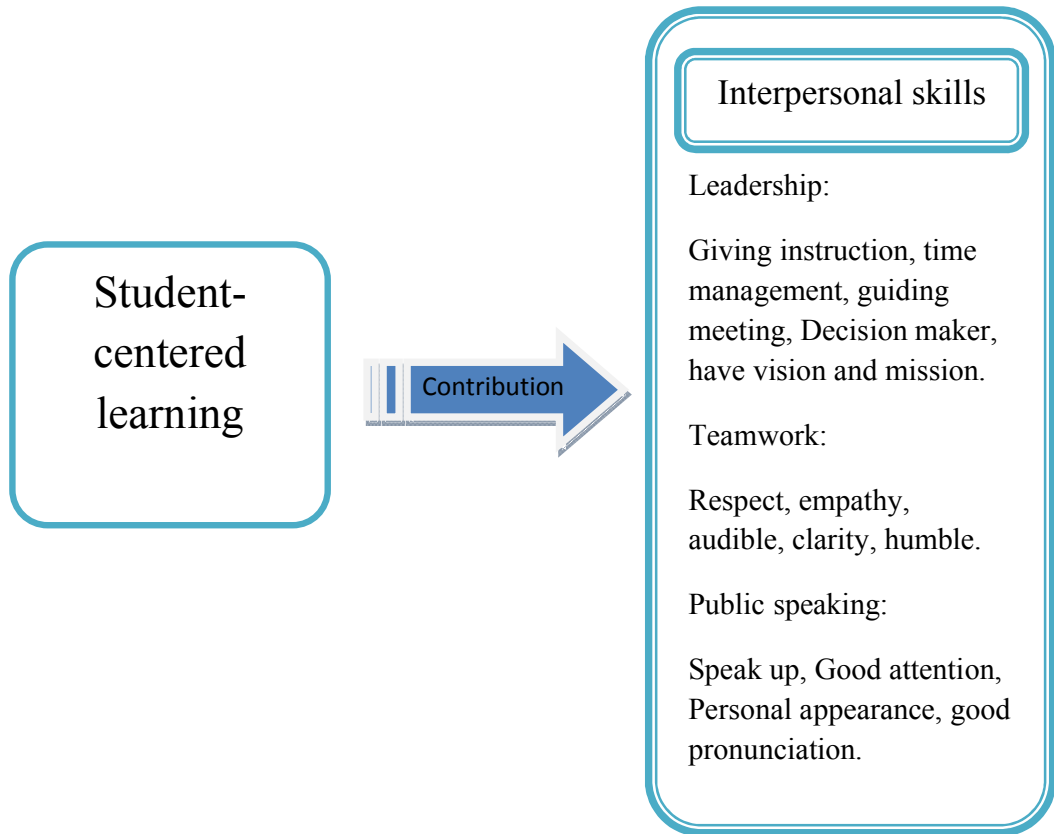 Student-
centered
learning
Contribution
Interpersonal skills
Leadership:
Giving instruction, time
management, guiding
meeting, Decision maker,
have vision and mission.
Teamwork:
Respect, empathy,
audible, clarity, humble.
Public speaking:
Speak up, Good attention,
Personal appearance, good
pronunciation.